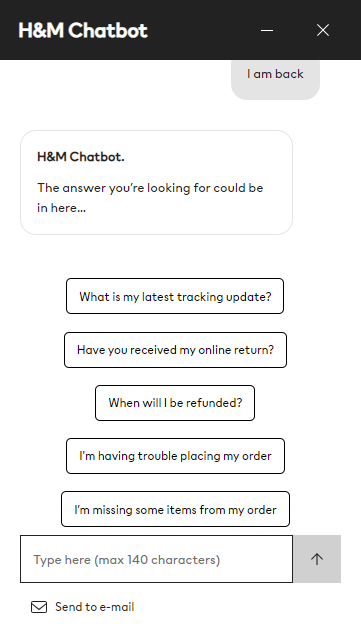 H&M Chatbot
I am back
H&M Chatbot.
The answer you're looking for could be
in here...
What is my latest tracking update?
Have you received my online return?
When will I be refunded?
I'm having trouble placing my order
I'm missing some items from my order
Type here (max 140 characters)
Send to e-mail